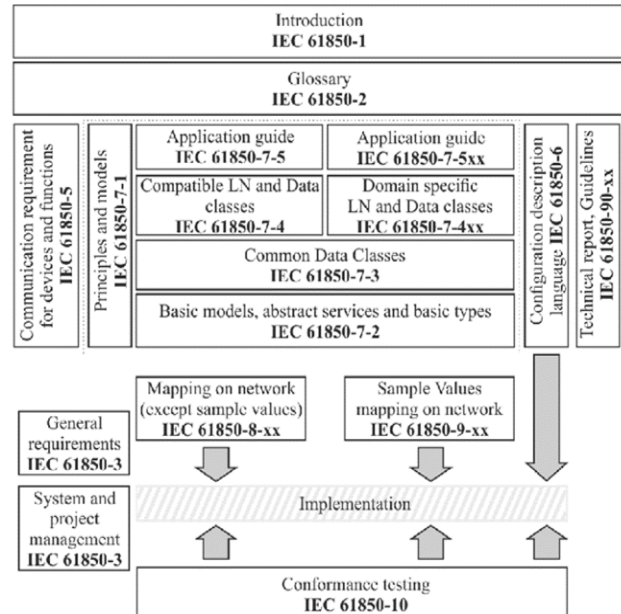 Introduction
IEC 61850-1
Glossary
IEC 61850-2
Communication requirement
for devices and functions
IEC 61850-5
Principles and models
IEC 61850-7-1
Application guide
IEC 61850-7-5
Application guide
IEC 61850-7-5xx
Compatible LN and Data
classes
IEC 61850-7-4
Domain specific
LN and Data classes
IEC 61850-7-4xx
Common Data Classes
IEC 61850-7-3
Basic models, abstract services and basic types
IEC 61850-7-2
Configuration description
language IEC 61850-6
Technical report, Guidelines
IEC 61850-90-xx
Mapping on network
(except sample values)
IEC 61850-8-xx
Sample Values
mapping on network
IEC 61850-9-xx
General
requirements
IEC 61850-3
System and
project
management
IEC 61850-3
Implementation
Conformance testing
IEC 61850-10